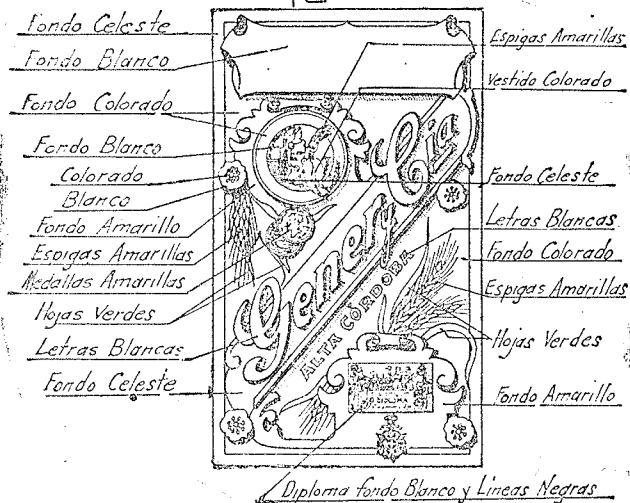 Fondo Celeste
Fondo Blanco
Fondo Colorado
Fordo Blanco
Colorado
Blanco
Fondo Amarillo
Espigas Amarillas
Medallas Amarillas
Hojas Verdes
Letras Blancas
Fondo Celeste
Genery Cia
ALTA CORDOBA
Espigas Amarillas
Vestido Colorado
Fondo Celeste
Letras Blancas
Fondo Colorado
Espigas Amarillas
Hojas Verdes
Fondo Amarillo
Diploma fondo Blanco y Lineas Negras